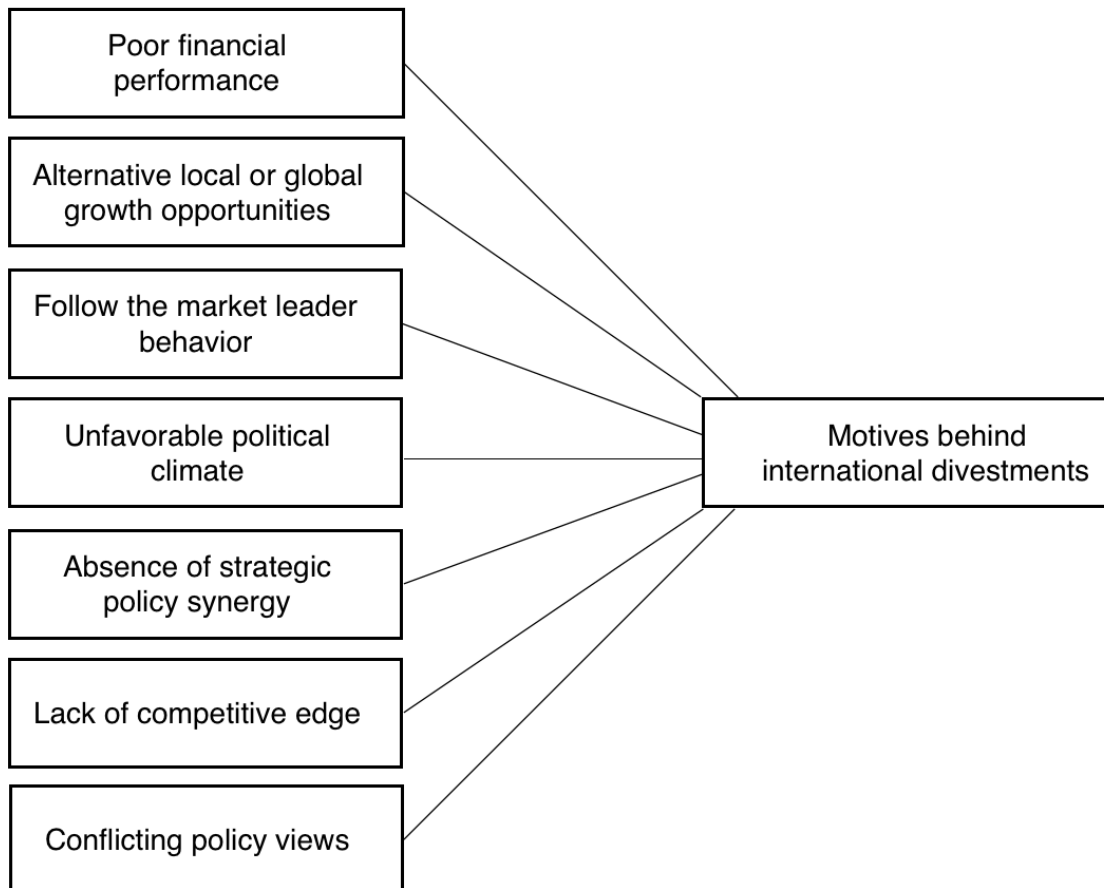 Poor financial
performance
Alternative local or global
growth opportunities
Follow the market leader
behavior
Unfavorable political
climate
Absence of strategic
policy synergy
Lack of competitive edge
Conflicting policy views
Motives behind
international divestments